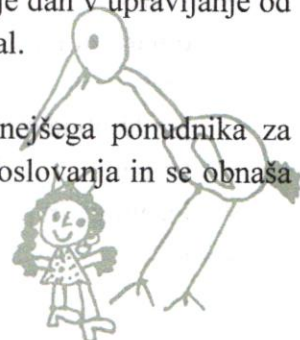 je dan v upravljanje od
al.
nejšega ponudnika za
oslovanja in se obnaša